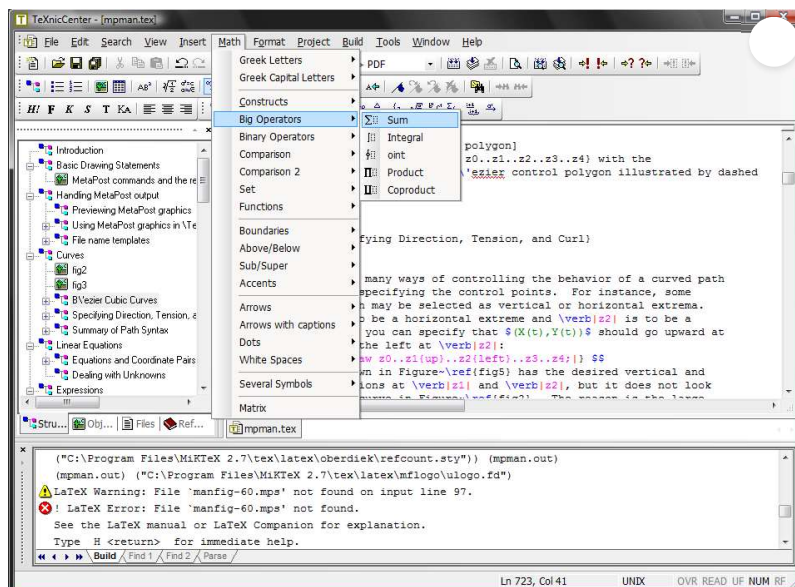 TeXnicCenter - [mpman.tex]
File Edit Search View Insert Math Format Project Build Tools Window Help
PDF
H! F K S T KA
Greek Letters
Greek Capital Letters
Constructs
Big Operators
Binary Operators
Comparison
Comparison 2
Set
Functions
Boundaries
Above/Below
Sub/Super
Accents
Arrows
Arrows with captions
Dots
White Spaces
Several Symbols
Matrix
Sum
Integral
oint
Product
Coproduct
Introduction
Basic Drawing Statements
MetaPost commands and the re
Handling MetaPost output
Previewing MetaPost graphics
Using MetaPost graphics in \Te
File name templates
Curves
fig2
fig3
B\'ezier Cubic Curves
Specifying Direction, Tension, a
Summary of Path Syntax
Linear Equations
Equations and Coordinate Pairs
Dealing with Unknowns
Expressions
polygon]
z0..z1..z2..z3..z4} with the
\'ezier control polygon illustrated by dashed
fying Direction, Tension, and Curl}
many ways of controlling the behavior of a curved path
specifying the control points.  For instance, some
h may be selected as vertical or horizontal extrema.
o be a horizontal extreme and \verb|z2| is to be a
you can specify that $(X(t),Y(t))$ should go upward at
the left at \verb|z2|:
aw z0..z1{up}..z2{left}..z3..z4;|} $$
wn in Figure~\ref{fig5} has the desired vertical and
ions at \verb|z1| and \verb|z2|, but it does not look
curve in Figure~\ref{fig2}.  The reason is the large
Stru... Obj... Files Ref...
mpman.tex
("C:\Program Files\MiKTeX 2.7\tex\latex\oberdiek\refcount.sty")) (mpman.out)
(mpman.out) ("C:\Program Files\MiKTeX 2.7\tex\latex\mflogo\ulogo.fd")
LaTeX Warning: File `manfig-60.mps' not found on input line 97.
! LaTeX Error: File `manfig-60.mps' not found.
See the LaTeX manual or LaTeX Companion for explanation.
Type  H <return>  for immediate help.
Build Find 1 Find 2 Parse
Ln 723, Col 41 UNIX OVR READ UF NUM RF